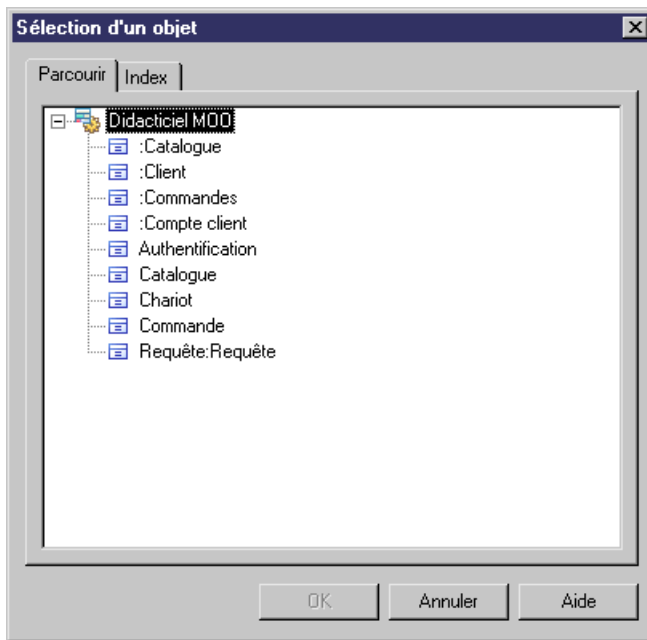 Sélection d'un objet
Parcourir
Index
Didacticiel MOO
:Catalogue
:Client
:Commandes
:Compte client
Authentification
Catalogue
Chariot
Commande
Requête:Requête
OK
Annuler
Aide